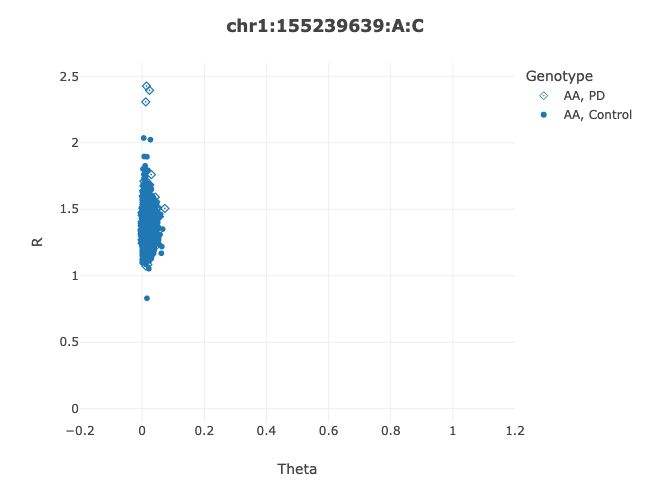 chr1:155239639:A:C
Genotype
AA, PD
AA, Control
2.5
2
1.5
1
0.5
0
R
−0.2
0
0.2
0.4
0.6
0.8
1
1.2
Theta